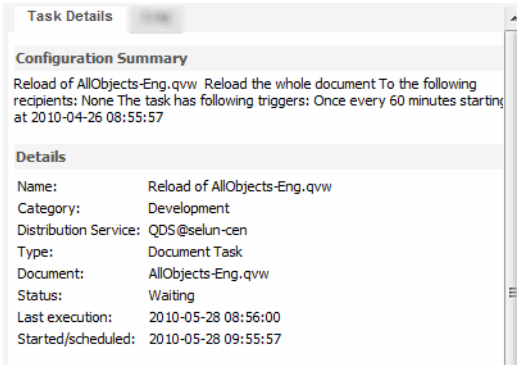 Task Details
Configuration Summary
Reload of AllObjects-Eng.qvw  Reload the whole document To the following
recipients: None The task has following triggers: Once every 60 minutes starting
at 2010-04-26 08:55:57
Details
Name: Reload of AllObjects-Eng.qvw
Category: Development
Distribution Service: QDS@selun-cen
Type: Document Task
Document: AllObjects-Eng.qvw
Status: Waiting
Last execution: 2010-05-28 08:56:00
Started/scheduled: 2010-05-28 09:55:57